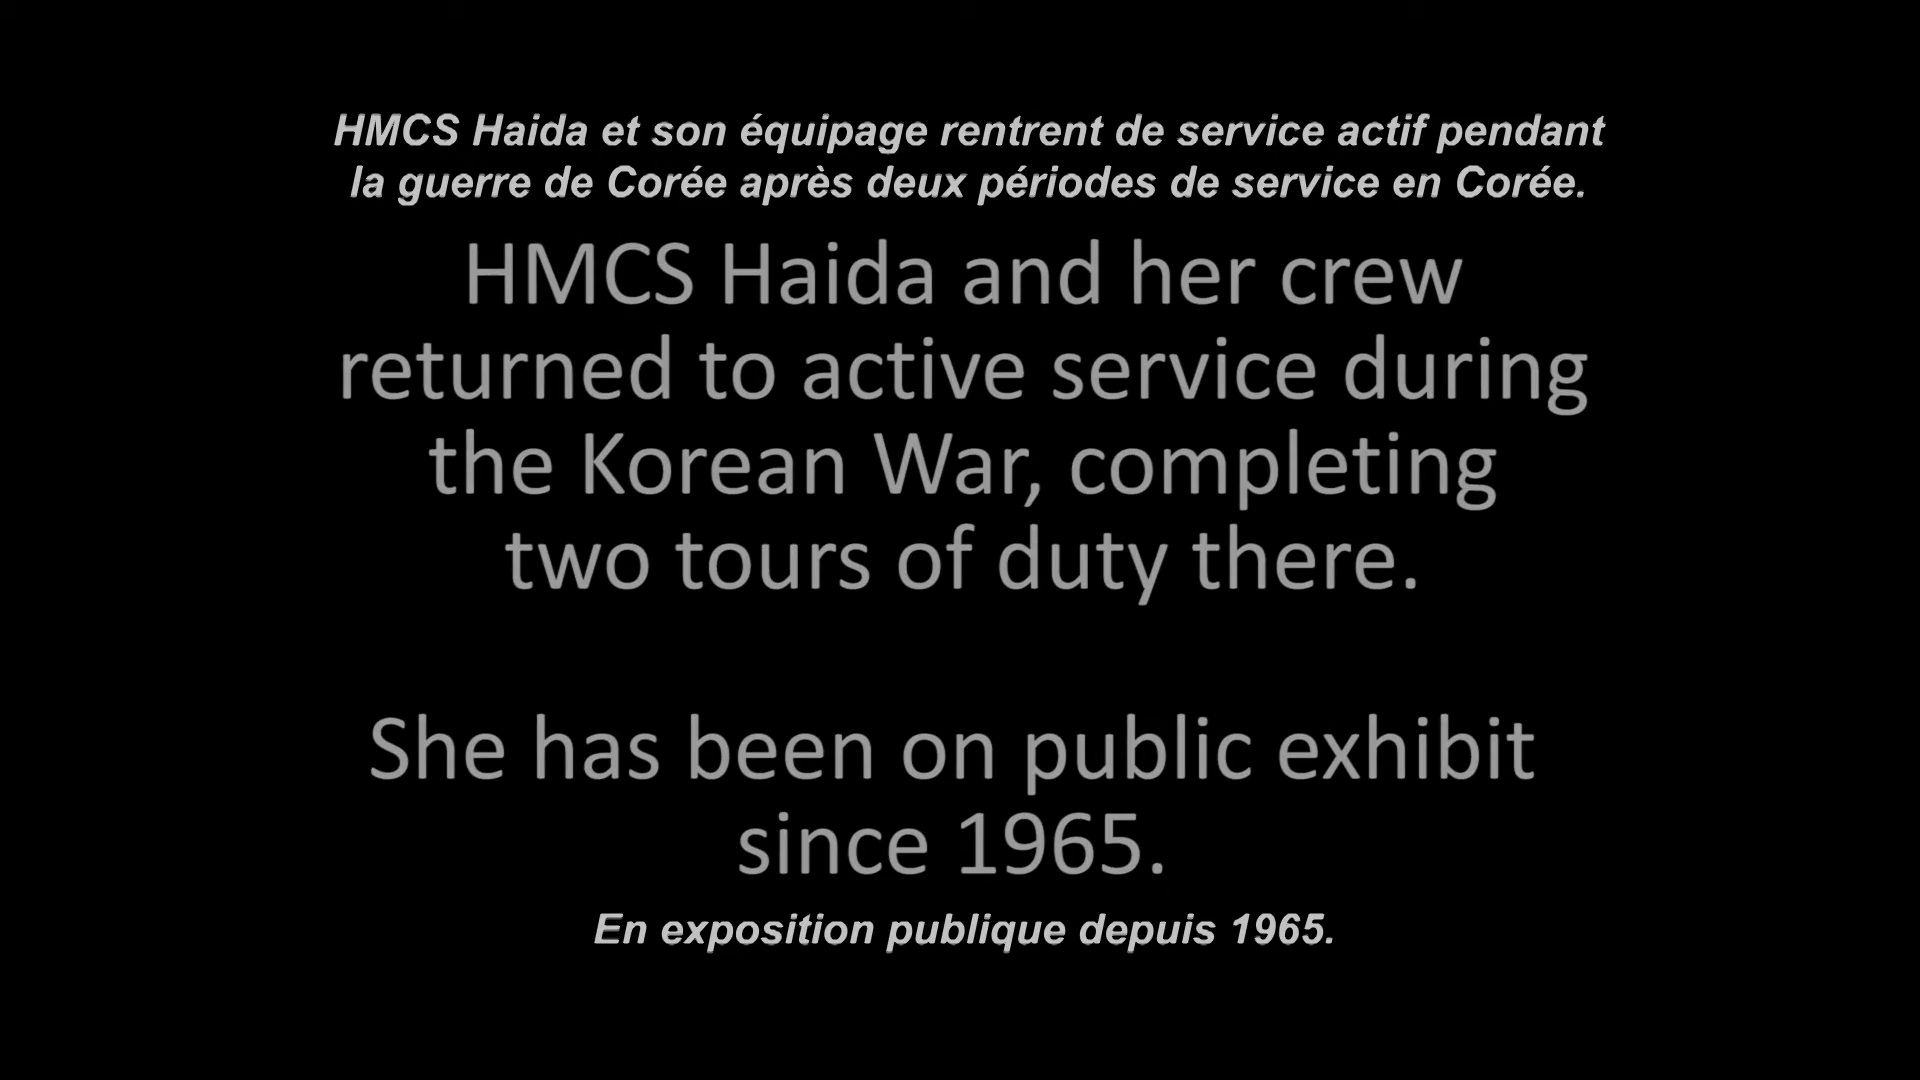 HMCS Haida et son équipage rentrent de service actif pendant
la guerre de Corée après deux périodes de service en Corée.
HMCS Haida and her crew
returned to active service during
the Korean War, completing
two tours of duty there.
She has been on public exhibit
since 1965.
En exposition publique depuis 1965.